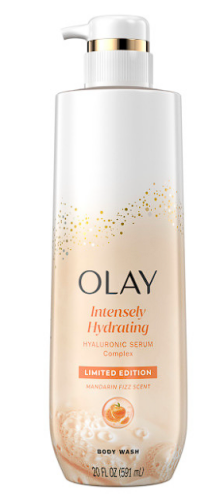 OLAY
Intensely
Hydrating
HYALURONIC SERUM
Complex
LIMITED EDITION
MANDARIN FIZZ SCENT
BODY WASH
20 FL OZ (591 mL)